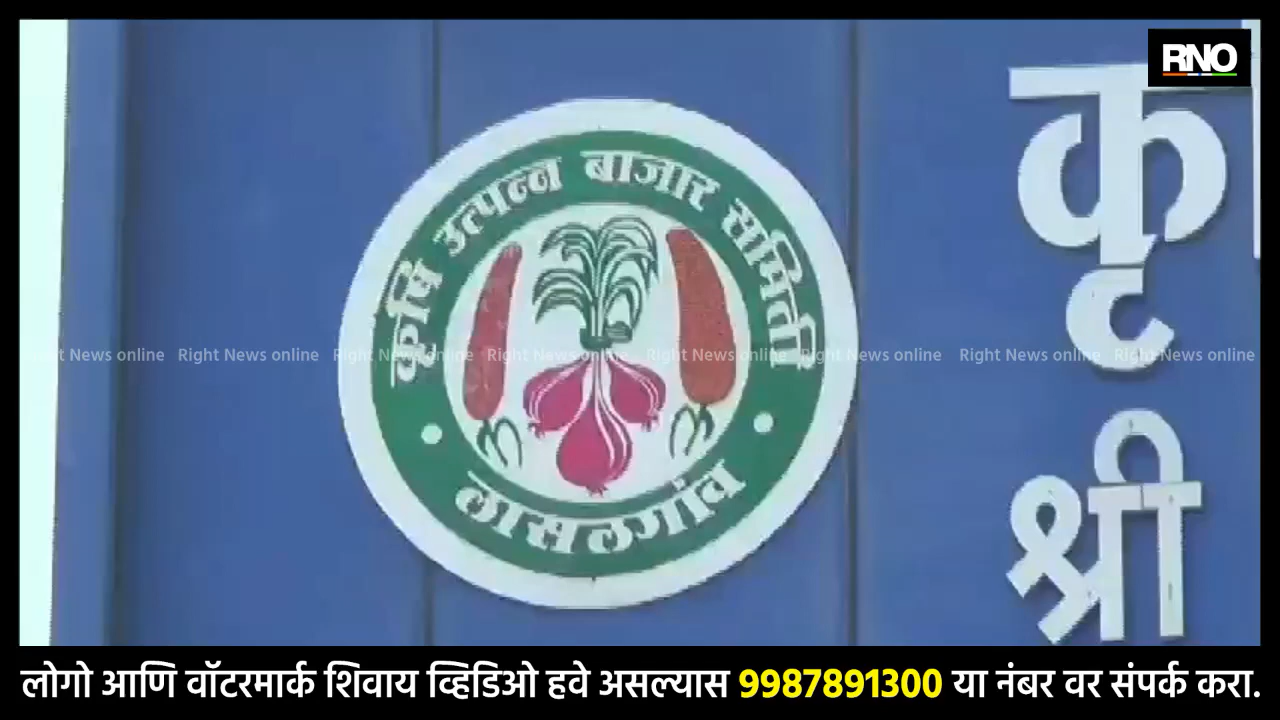 RNO
कृषि उत्पन्न बाजार समिती
लासलगांव
कृ
श्री
Right News online Right News online Right News online Right News online Right News online Right News online Right News online Right News online
लोगो आणि वॉटरमार्क शिवाय व्हिडिओ हवे असल्यास 9987891300 या नंबर वर संपर्क करा.